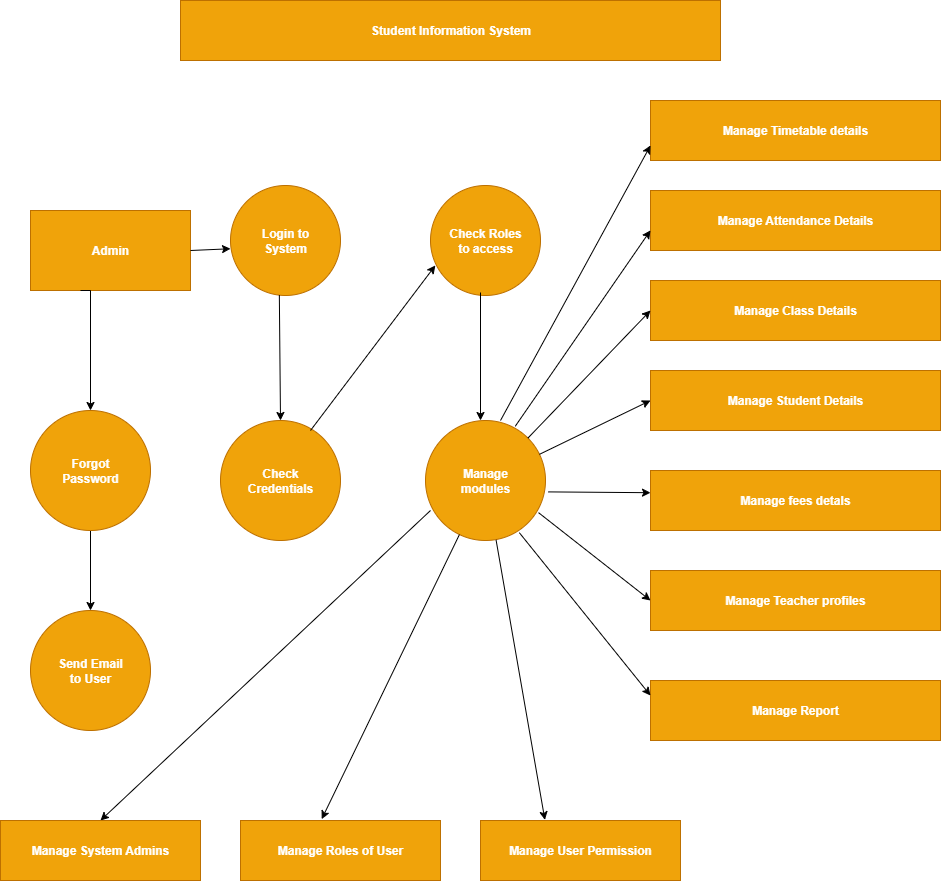 Student Information System
Manage Timetable details
Manage Attendance Details
Admin
Login to
System
Check Roles
to access
Manage Class Details
Manage Student Details
Forgot
Password
Check
Credentials
Manage
modules
Manage fees detals
Manage Teacher profiles
Send Email
to User
Manage Report
Manage System Admins
Manage Roles of User
Manage User Permission